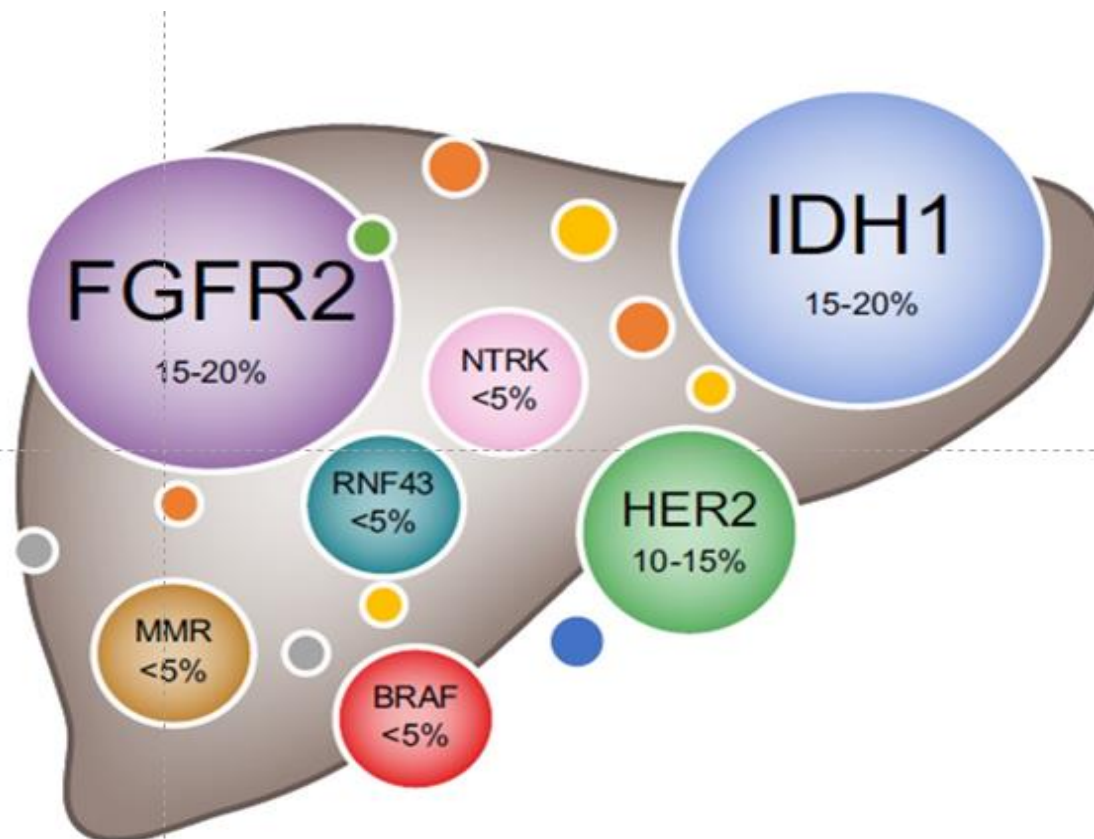 FGFR2
15-20%
IDH1
15-20%
NTRK
<5%
RNF43
<5%
HER2
10-15%
MMR
<5%
BRAF
<5%